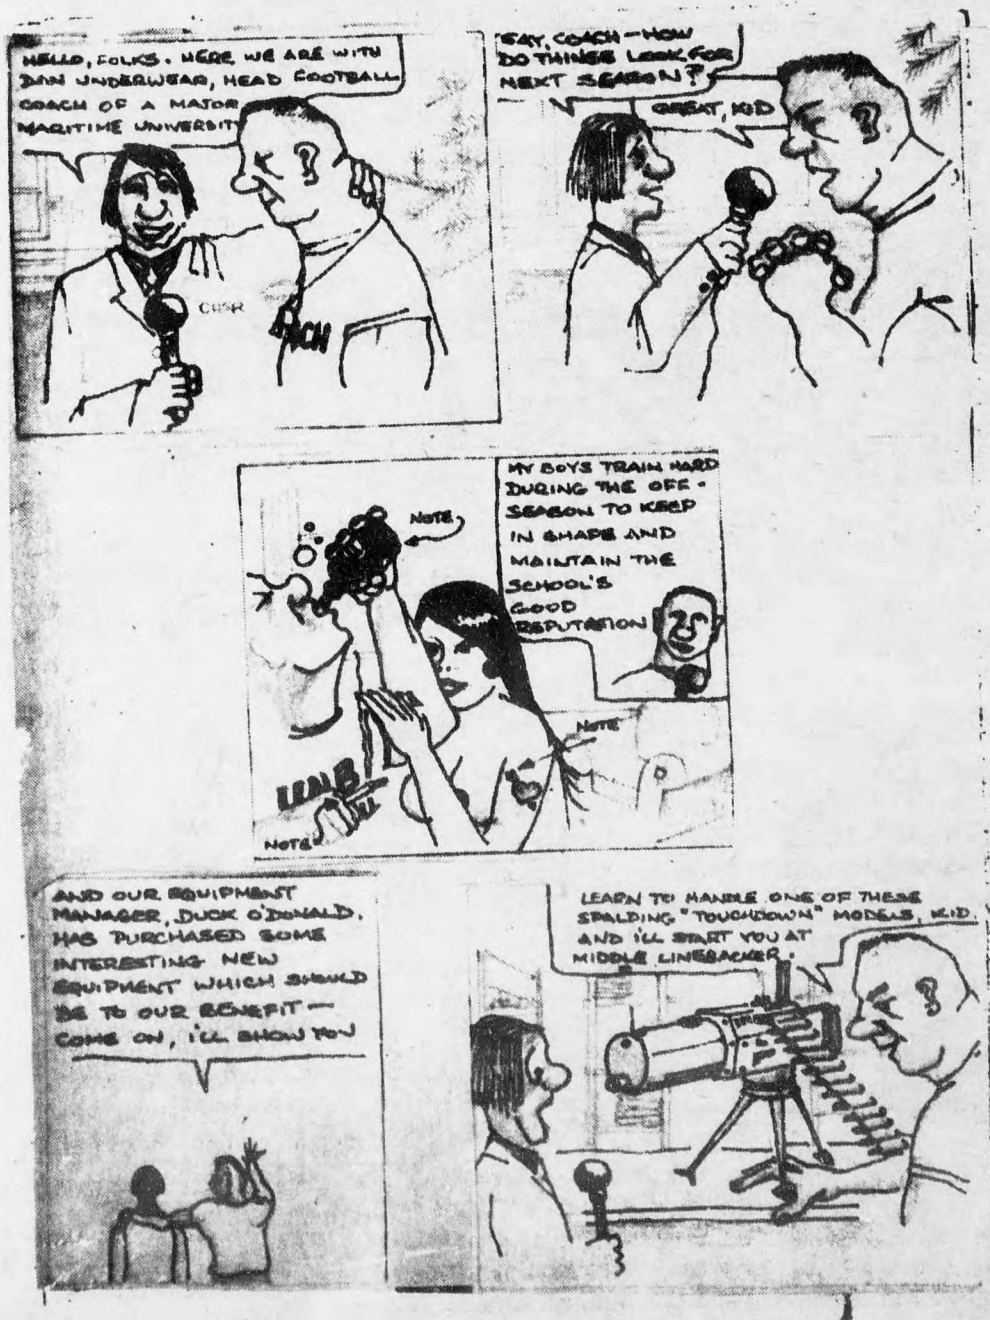 HELLO, FOLKS. HERE WE ARE WITH
DAN UNDERWEAR, HEAD FOOTBALL
COACH OF A MAJOR
MARITIME UNIVERSITY
CHSR
SAY, COACH — HOW
DO THINGS LOOK FOR
NEXT SEASON?
GREAT, KID
NOTE
MY BOYS TRAIN HARD
DURING THE OFF-
SEASON TO KEEP
IN SHAPE AND
MAINTAIN THE
SCHOOL'S
GOOD
REPUTATION
NOTE
UNB
NOTE
AND OUR EQUIPMENT
MANAGER, DUCK O'DONALD,
HAS PURCHASED SOME
INTERESTING NEW
EQUIPMENT WHICH SHOULD
BE TO OUR BENEFIT —
COME ON, I'LL SHOW YOU
LEARN TO HANDLE ONE OF THESE
SPALDING "TOUCHDOWN" MODELS, KID.
AND I'LL START YOU AT
MIDDLE LINEBACKER.